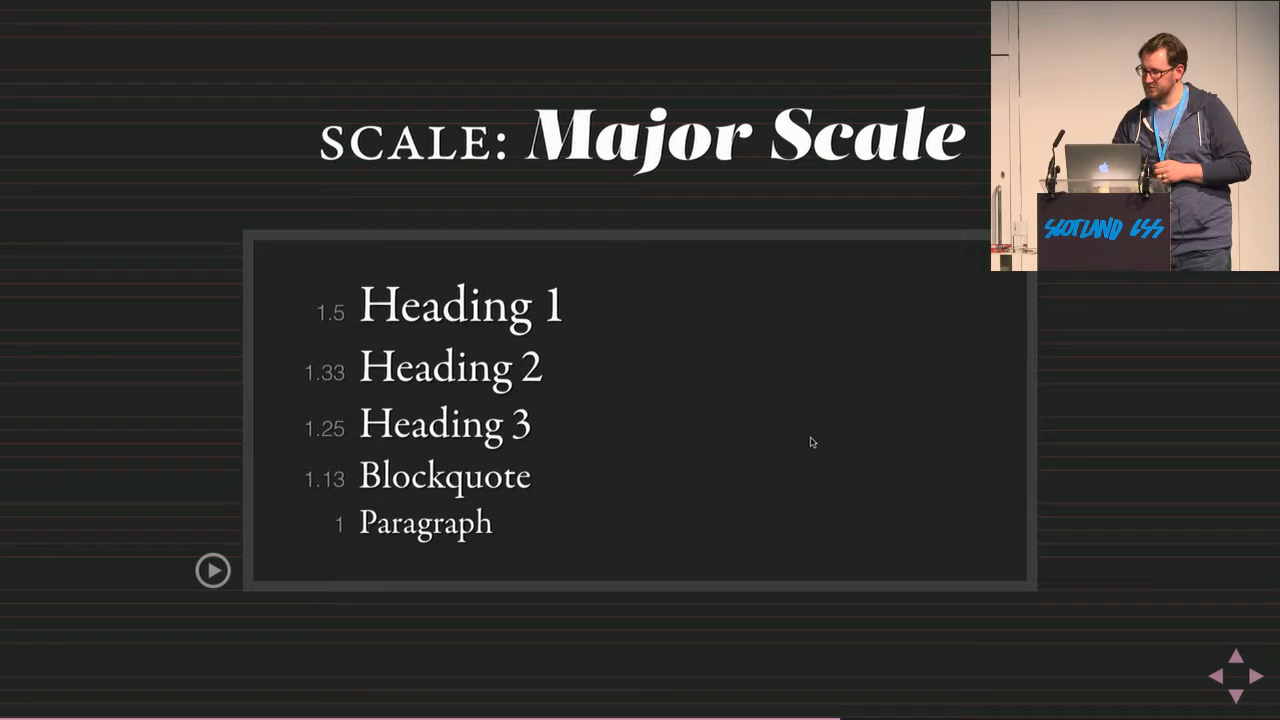 SCALE: Major Scale
1.5 Heading 1
1.33 Heading 2
1.25 Heading 3
1.13 Blockquote
1 Paragraph
SCOTLAND CSS